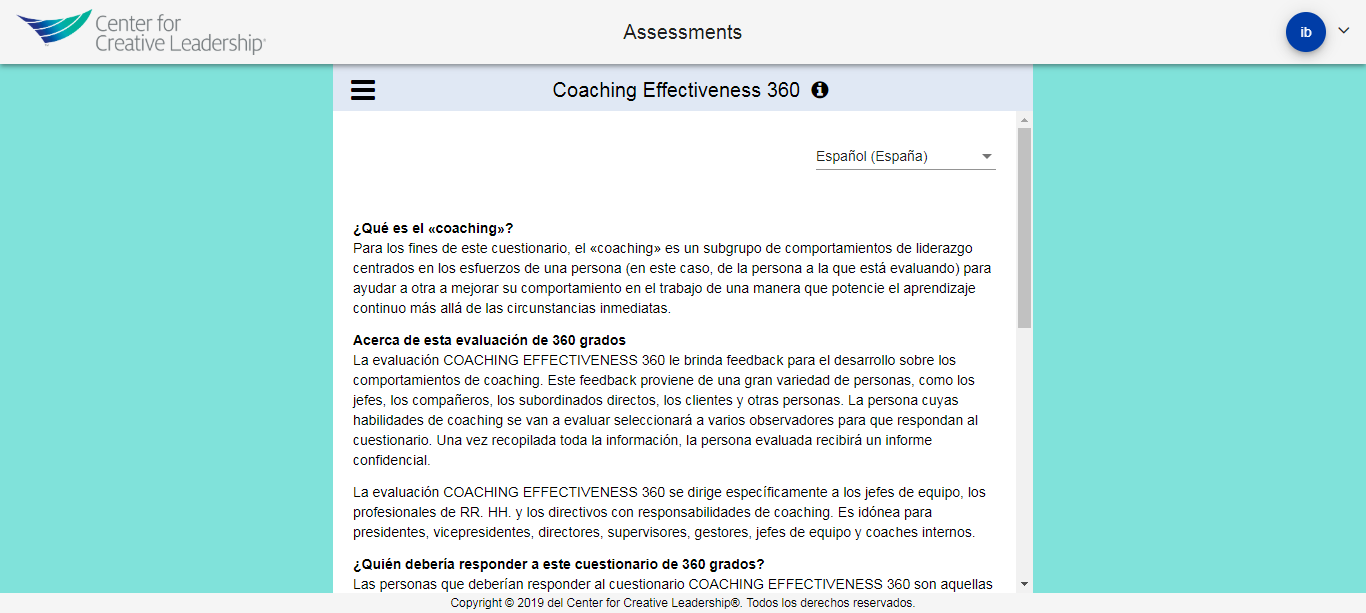 Center for
Creative Leadership®
Assessments
ib
Coaching Effectiveness 360
Español (España)
¿Qué es el «coaching»?
Para los fines de este cuestionario, el «coaching» es un subgrupo de comportamientos de liderazgo
centrados en los esfuerzos de una persona (en este caso, de la persona a la que está evaluando) para
ayudar a otra a mejorar su comportamiento en el trabajo de una manera que potencie el aprendizaje
continuo más allá de las circunstancias inmediatas.
Acerca de esta evaluación de 360 grados
La evaluación COACHING EFFECTIVENESS 360 le brinda feedback para el desarrollo sobre los
comportamientos de coaching. Este feedback proviene de una gran variedad de personas, como los
jefes, los compañeros, los subordinados directos, los clientes y otras personas. La persona cuyas
habilidades de coaching se van a evaluar seleccionará a varios observadores para que respondan al
cuestionario. Una vez recopilada toda la información, la persona evaluada recibirá un informe
confidencial.
La evaluación COACHING EFFECTIVENESS 360 se dirige específicamente a los jefes de equipo, los
profesionales de RR. HH. y los directivos con responsabilidades de coaching. Es idónea para
presidentes, vicepresidentes, directores, supervisores, gestores, jefes de equipo y coaches internos.
¿Quién debería responder a este cuestionario de 360 grados?
Las personas que deberían responder al cuestionario COACHING EFFECTIVENESS 360 son aquellas
Copyright © 2019 del Center for Creative Leadership®. Todos los derechos reservados.